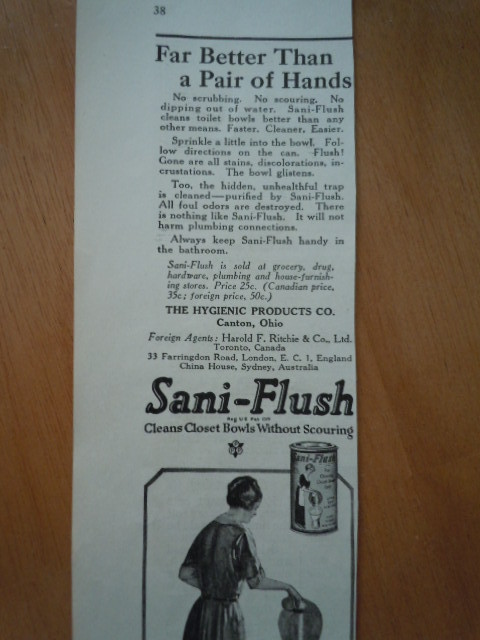 38
Far Better Than
a Pair of Hands
No scrubbing. No scouring. No
dipping out of water. Sani-Flush
cleans toilet bowls better than any
other means. Faster. Cleaner, Easier.
Sprinkle a little into the bowl. Fol-
low directions on the can. Flush!
Gone are all stains, discolorations, in-
crustations. The bowl glistens.
Too, the hidden, unhealthful trap
is cleaned—purified by Sani-Flush.
All foul odors are destroyed. There
is nothing like Sani-Flush. It will not
harm plumbing connections.
Always keep Sani-Flush handy in
the bathroom.
Sani-Flush is sold at grocery, drug,
hardware, plumbing and house-furnish-
ing stores. Price 25c. (Canadian price,
35c; foreign price, 50c.)
THE HYGIENIC PRODUCTS CO.
Canton, Ohio
Foreign Agents: Harold F. Ritchie & Co., Ltd.
Toronto, Canada
33 Farringdon Road, London, E. C. 1, England
China House, Sydney, Australia
Sani-Flush
Reg. U.S. Pat. Off.
Cleans Closet Bowls Without Scouring
Sani-Flush